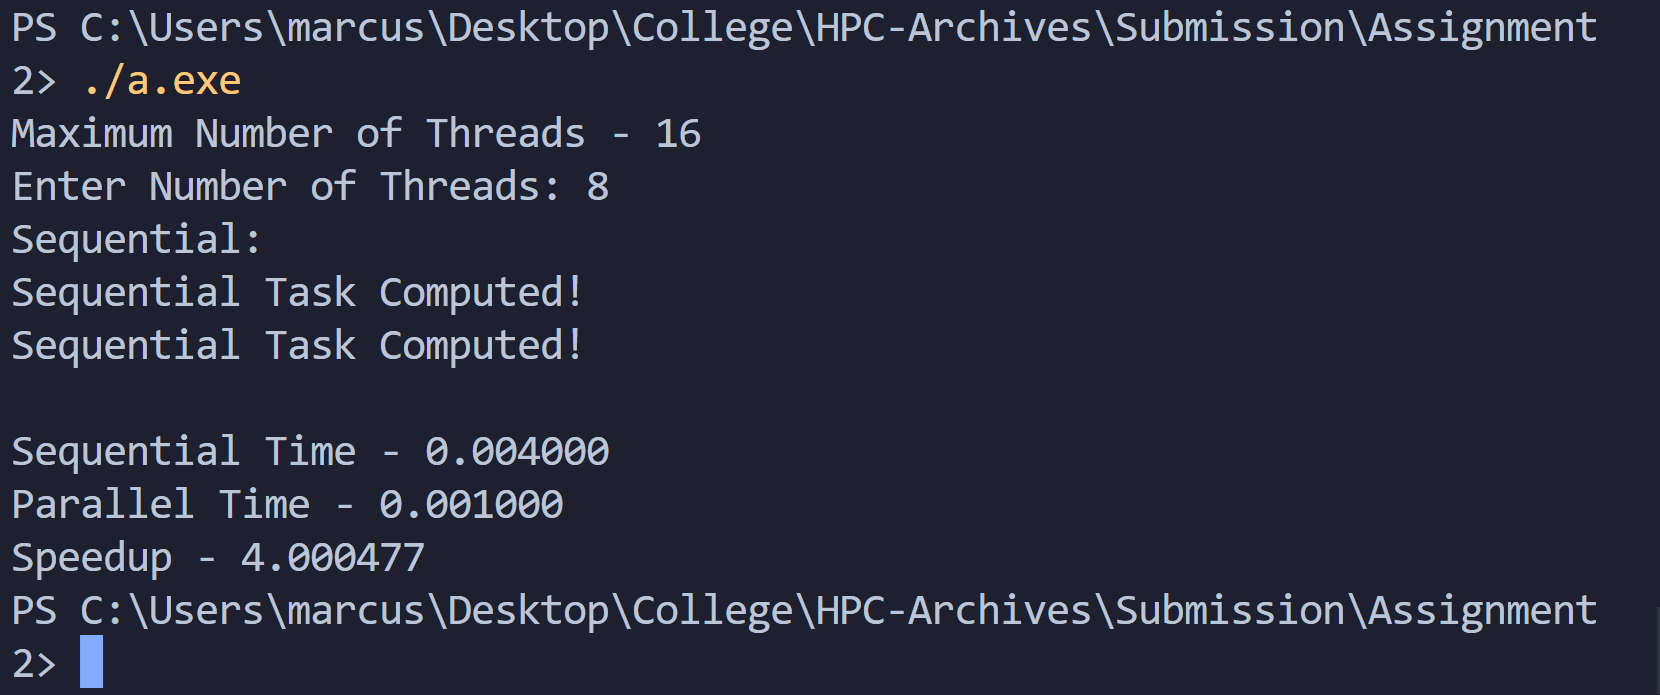 PS C:\Users\marcus\Desktop\College\HPC-Archives\Submission\Assignment
2> ./a.exe
Maximum Number of Threads - 16
Enter Number of Threads: 8
Sequential:
Sequential Task Computed!
Sequential Task Computed!

Sequential Time - 0.004000
Parallel Time - 0.001000
Speedup - 4.000477
PS C:\Users\marcus\Desktop\College\HPC-Archives\Submission\Assignment
2>